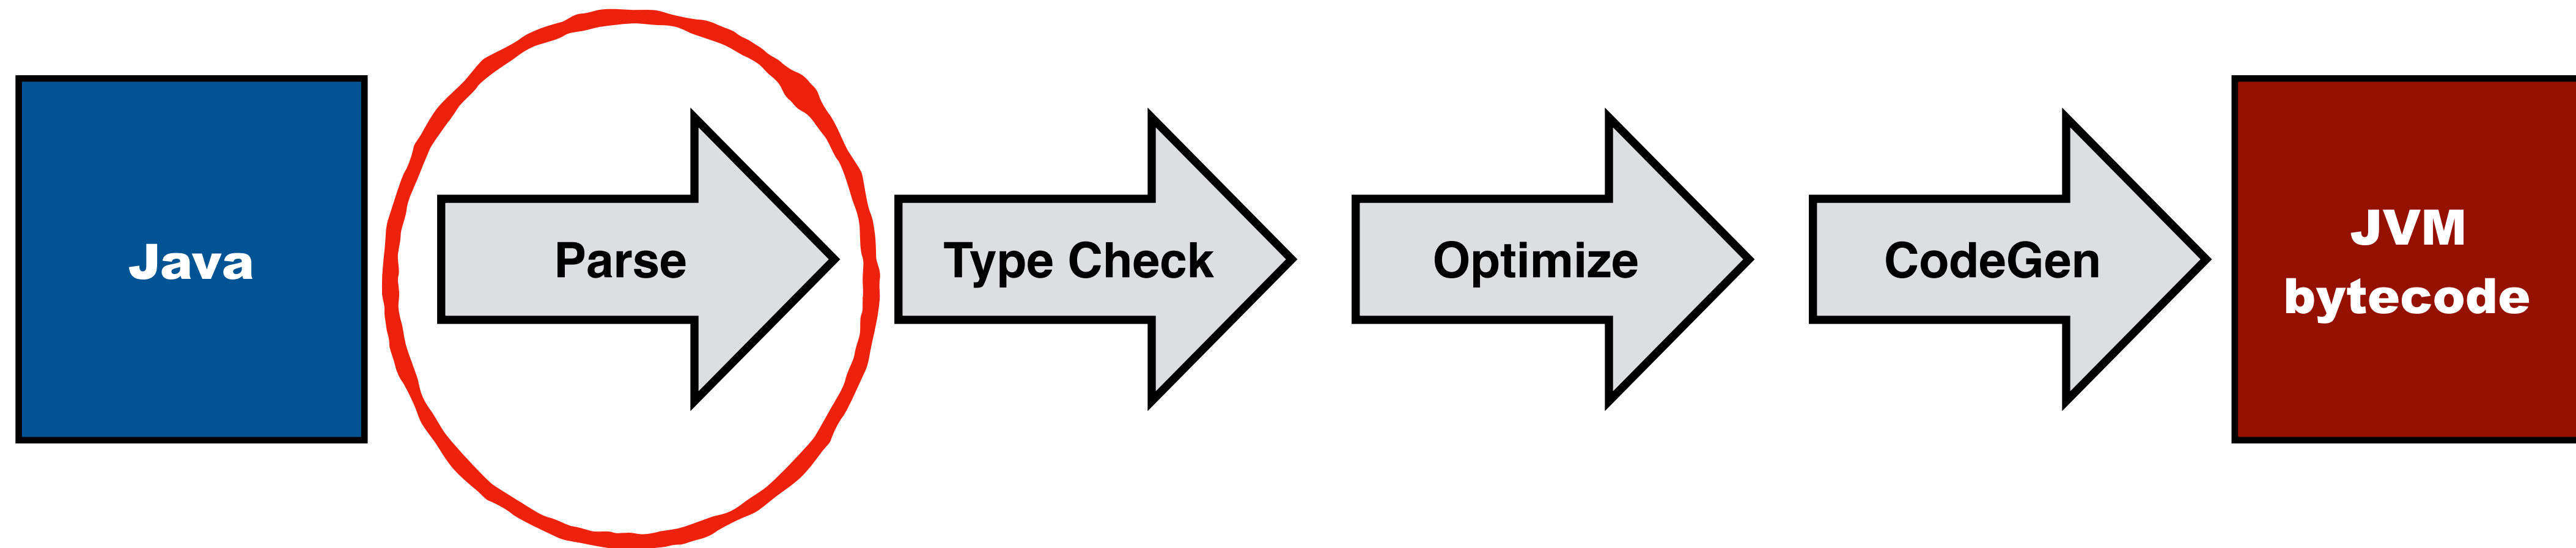 Java
Parse
Type Check
Optimize
CodeGen
JVM
bytecode